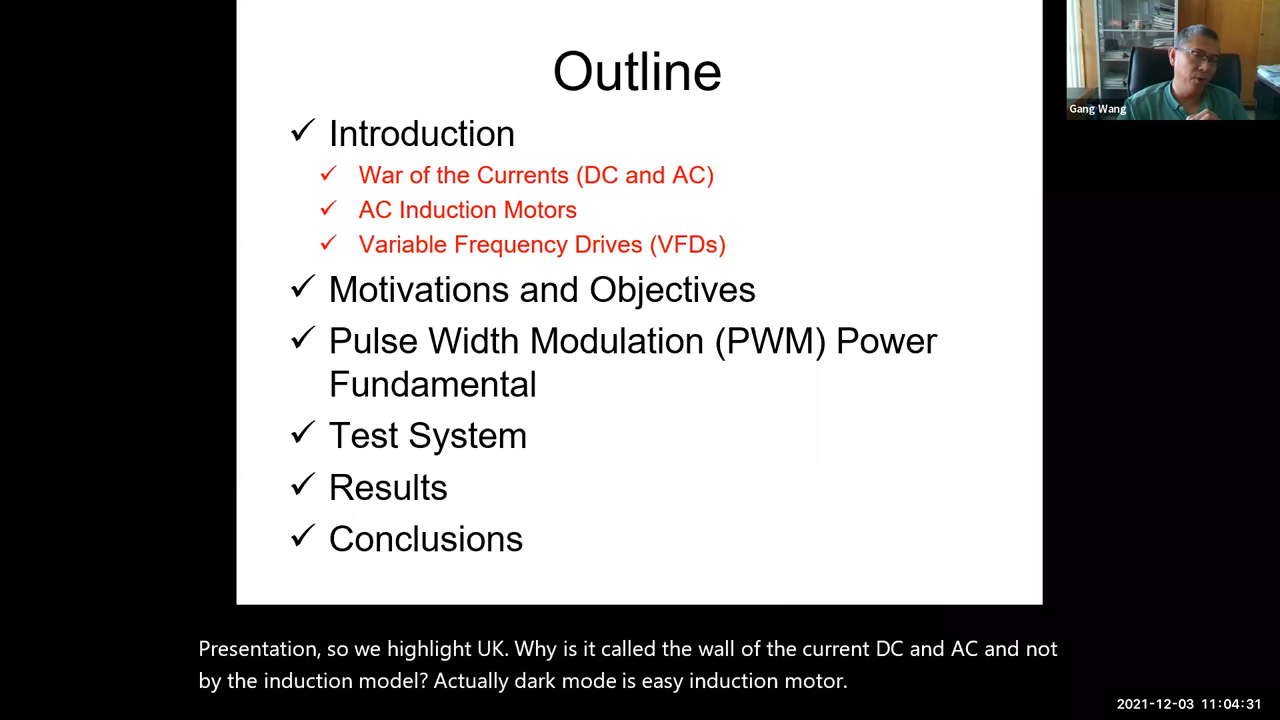 Outline
✓ Introduction
✓ War of the Currents (DC and AC)
✓ AC Induction Motors
✓ Variable Frequency Drives (VFDs)
✓ Motivations and Objectives
✓ Pulse Width Modulation (PWM) Power
Fundamental
✓ Test System
✓ Results
✓ Conclusions
Gang Wang
Presentation, so we highlight UK. Why is it called the wall of the current DC and AC and not
by the induction model? Actually dark mode is easy induction motor.
2021-12-03 11:04:31